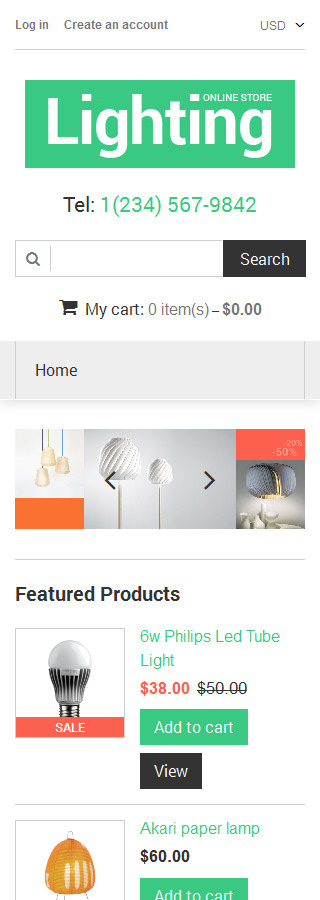 Log in Create an account USD
ONLINE STORE
Lighting
Tel: 1(234) 567-9842
Search
My cart: 0 item(s) – $0.00
Home
-20%
-50%
Featured Products
6w Philips Led Tube
Light
$38.00 $50.00
Add to cart
SALE
View
Akari paper lamp
$60.00
Add to cart